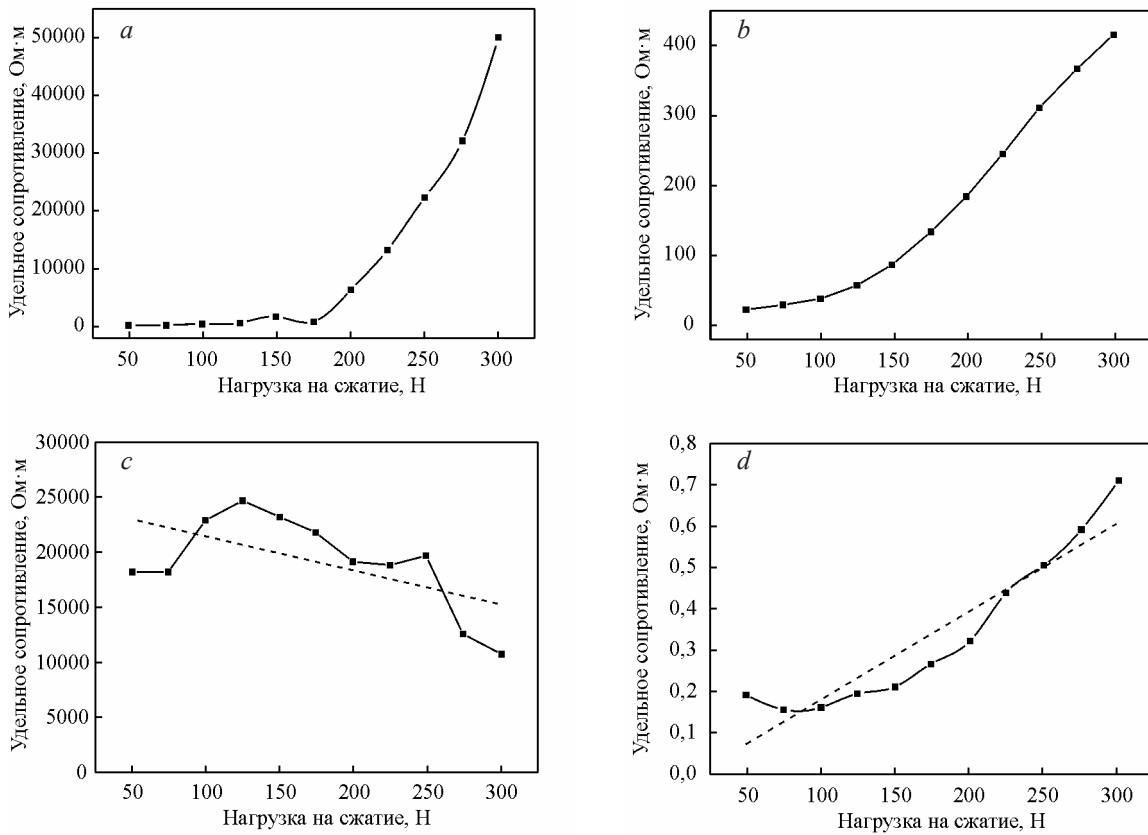 a
Удельное сопротивление, Ом·м
50000
40000
30000
20000
10000
0
50 100 150 200 250 300
Нагрузка на сжатие, Н
b
Удельное сопротивление, Ом·м
400
300
200
100
0
50 100 150 200 250 300
Нагрузка на сжатие, Н
c
Удельное сопротивление, Ом·м
30000
25000
20000
15000
10000
5000
0
50 100 150 200 250 300
Нагрузка на сжатие, Н
d
Удельное сопротивление, Ом·м
0,8
0,7
0,6
0,5
0,4
0,3
0,2
0,1
0,0
50 100 150 200 250 300
Нагрузка на сжатие, Н